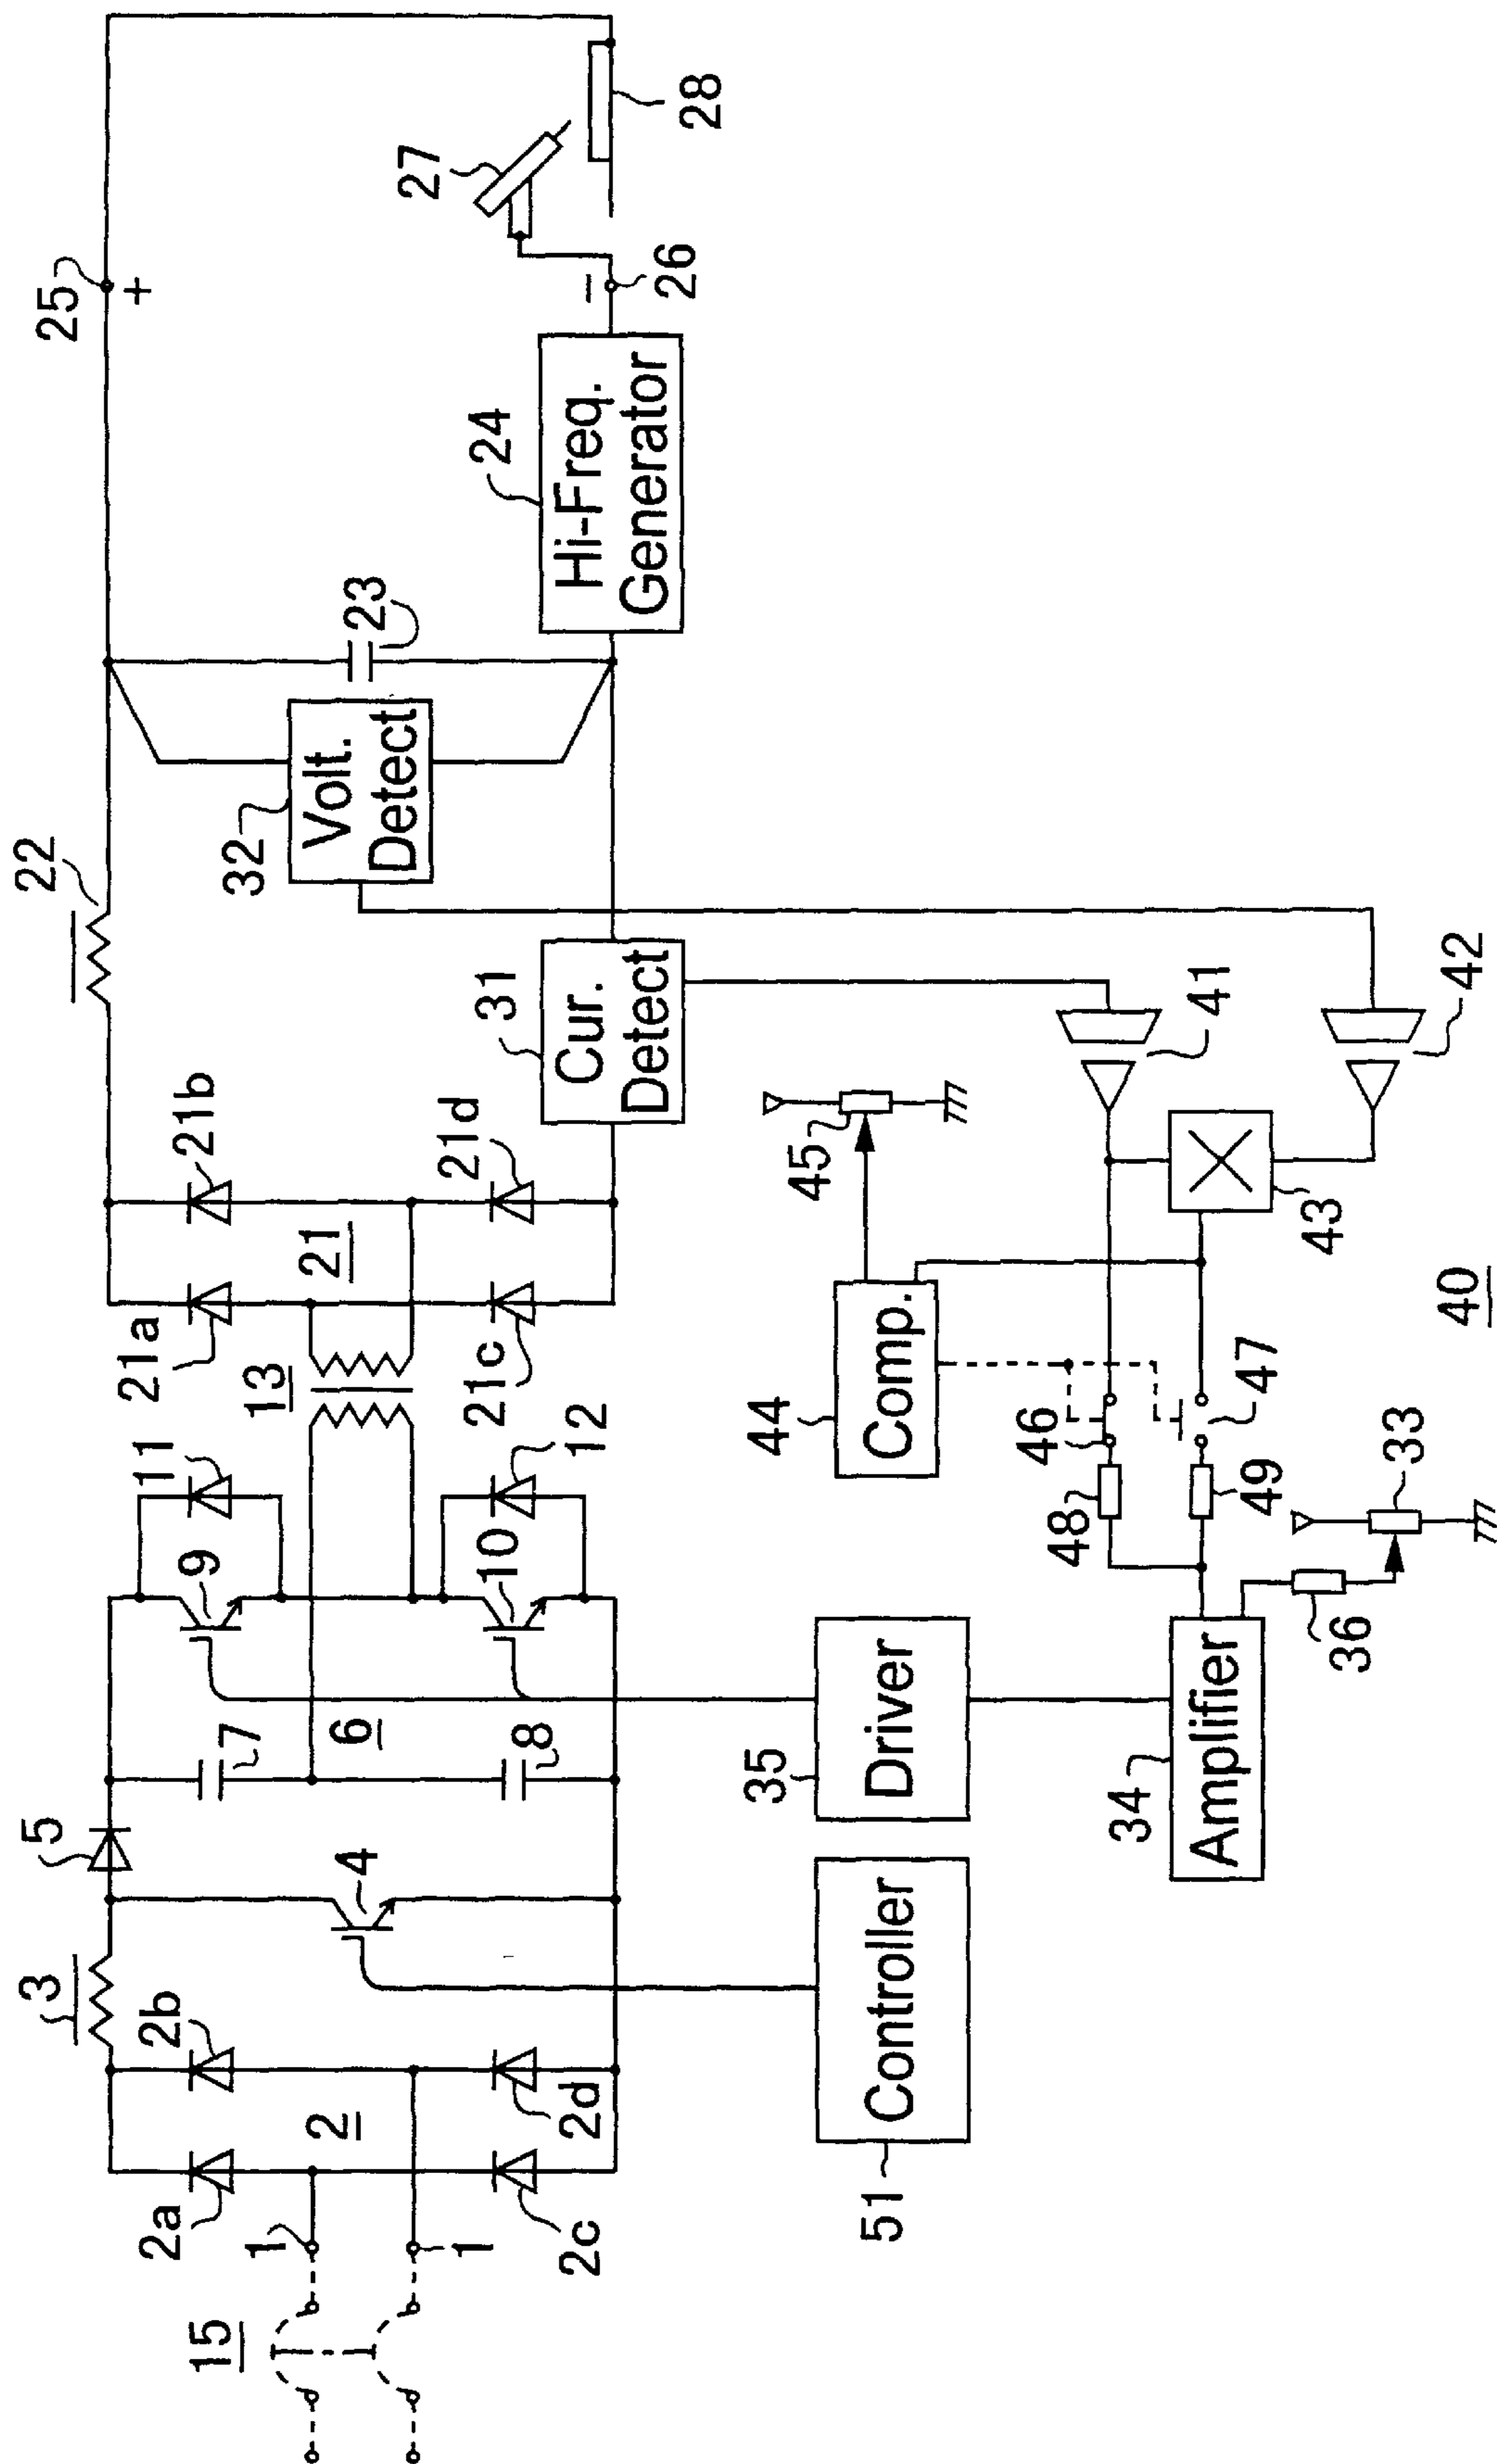 15
1
1
2a
2b
2
2c
2d
3
4
5
6
7
8
9
10
11
12
13
21a
21b
21
21c
21d
22
23
25
+
24
Hi-Freq.
Generator
−
26
27
28
32
Volt.
Detect
31
Cur.
Detect
51
Controller
35
Driver
34
Amplifier
36
33
44
Comp.
45
46
47
48
49
41
42
43
40